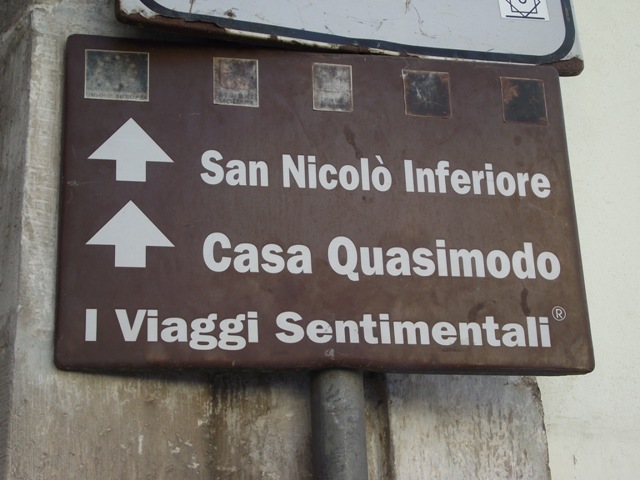 San Nicolò Inferiore
Casa Quasimodo
I Viaggi Sentimentali®